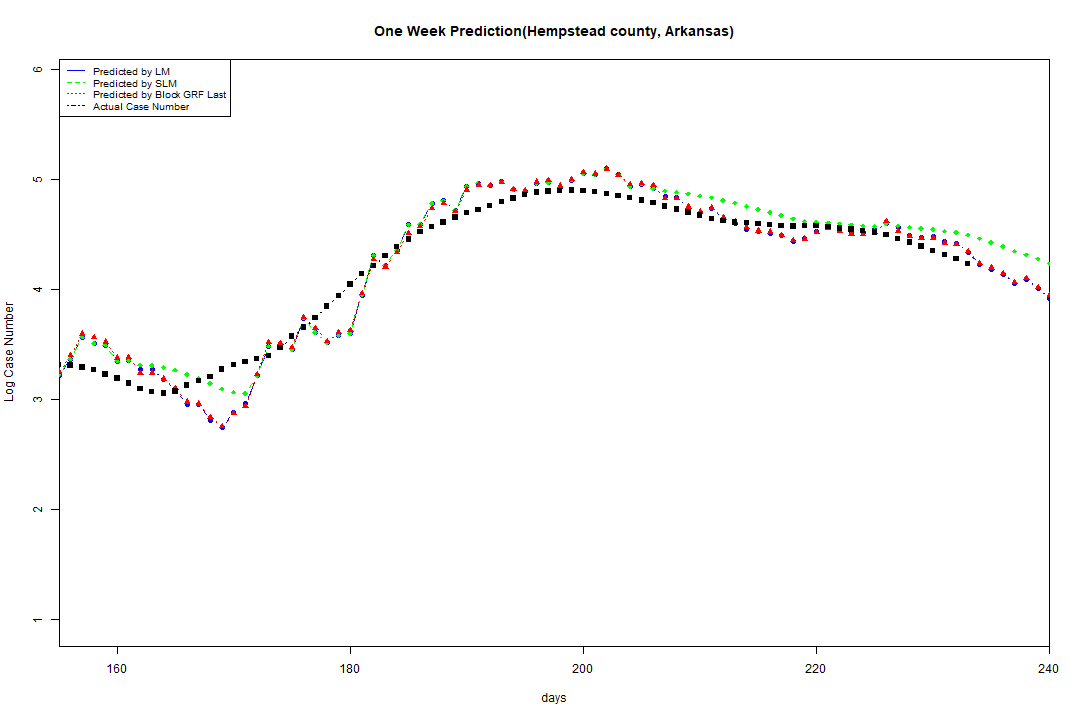 One Week Prediction(Hempstead county, Arkansas)
Predicted by LM
Predicted by SLM
Predicted by Block GRF Last
Actual Case Number
6
5
4
3
2
1
Log Case Number
160 180 200 220 240
days